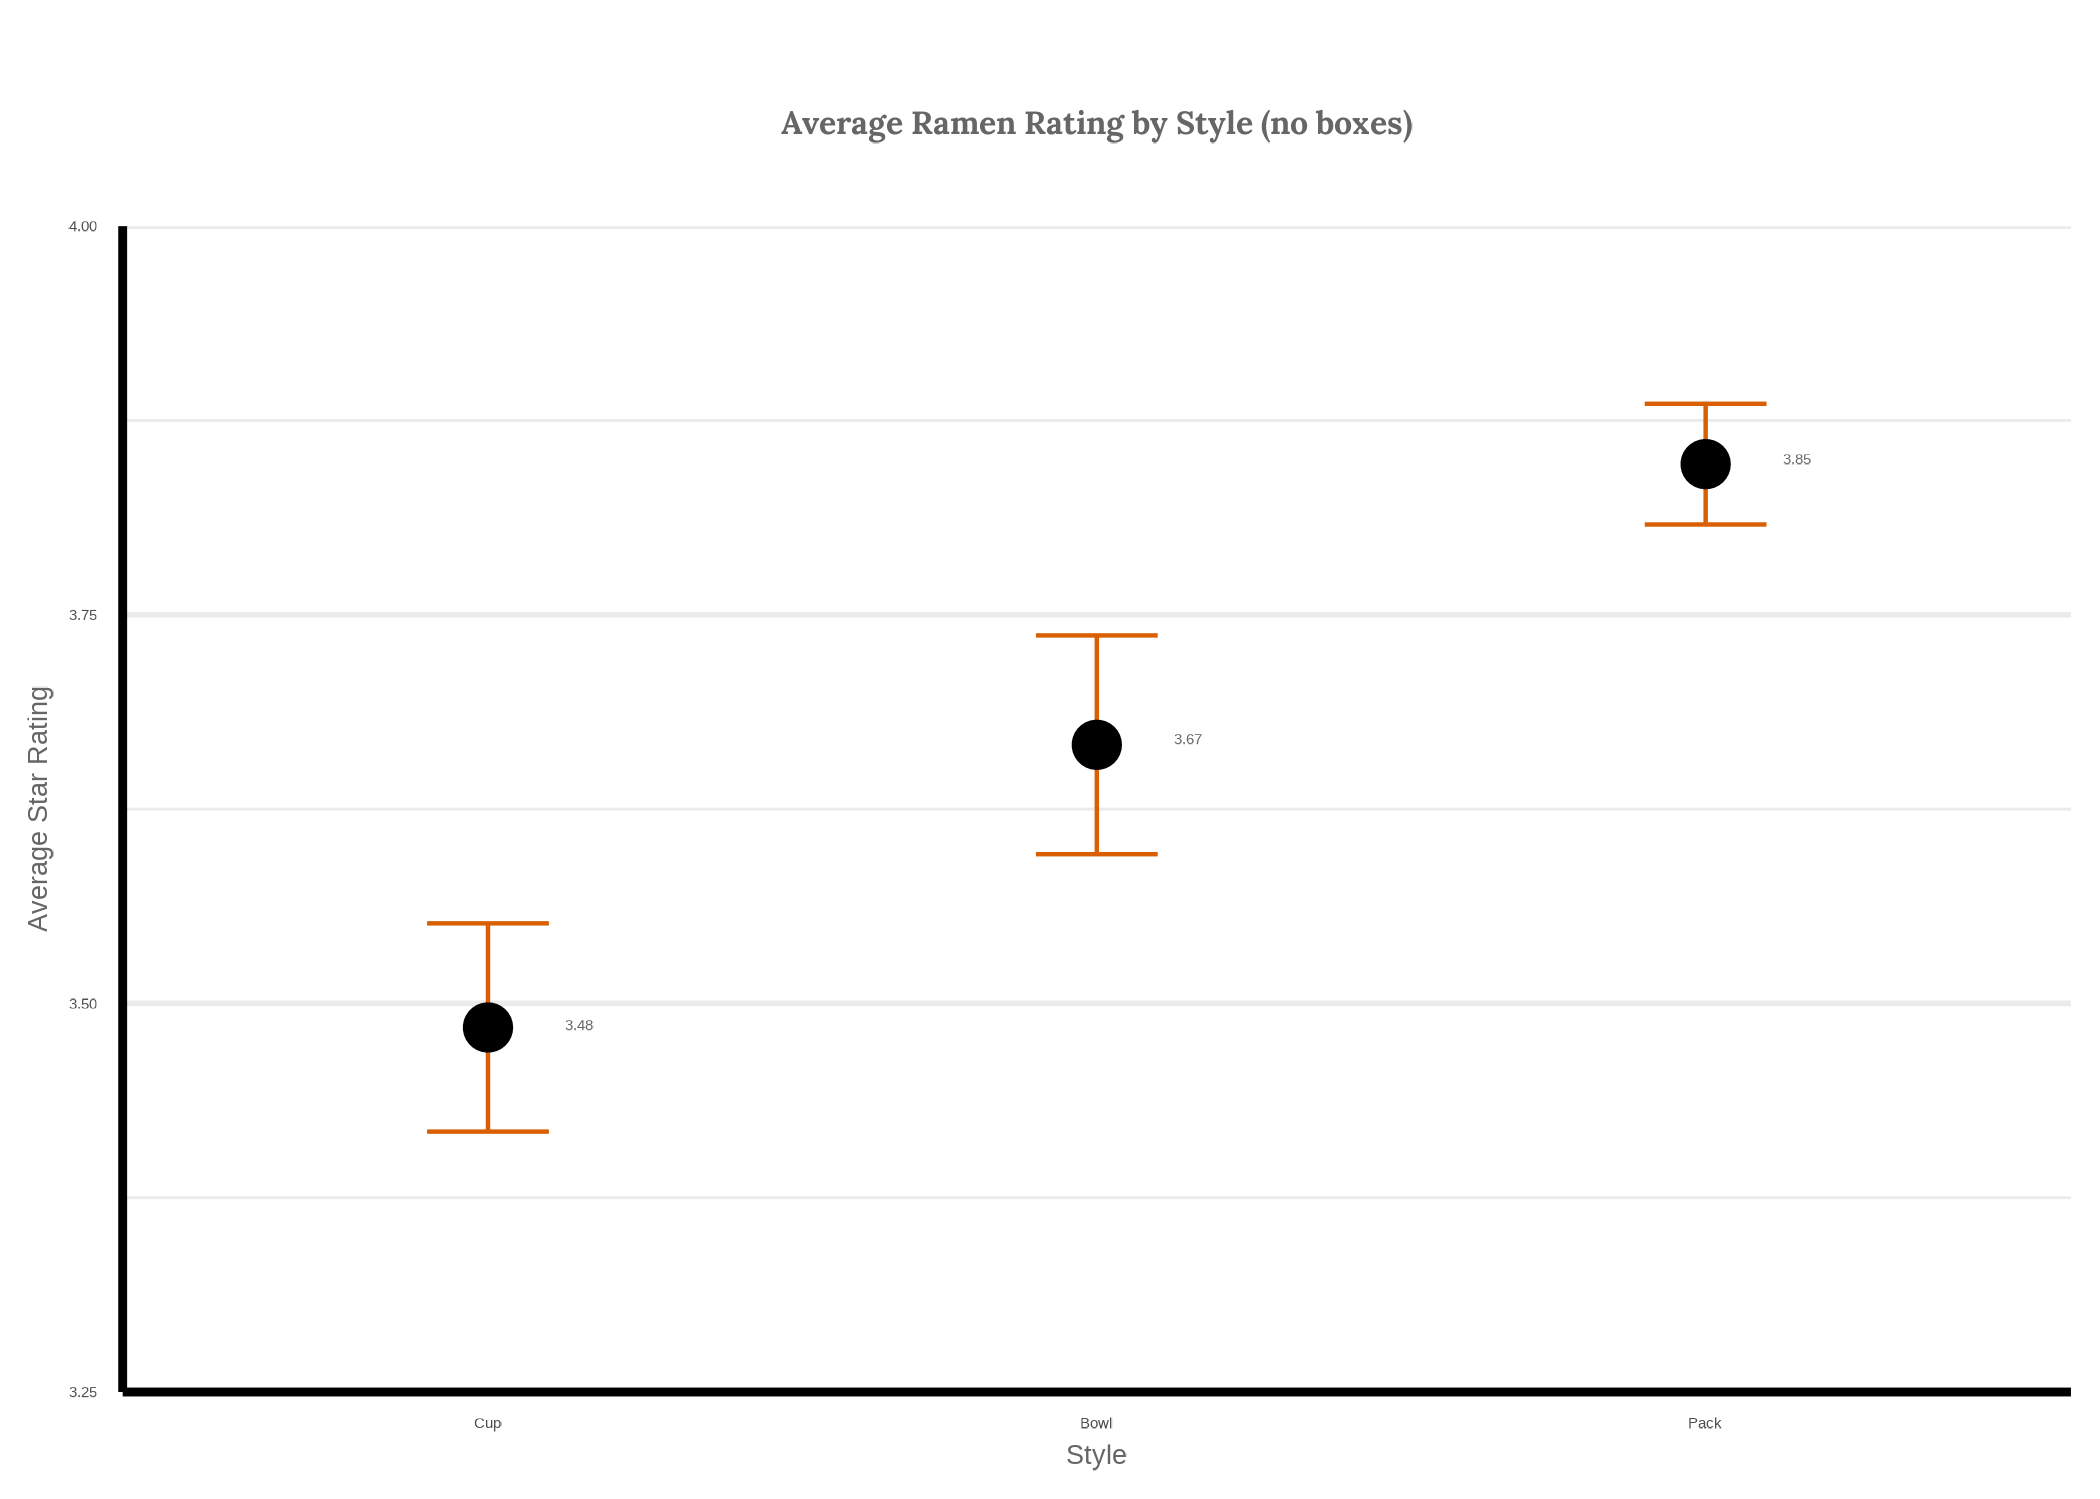 Average Ramen Rating by Style (no boxes)
4.00
3.85
3.75
3.67
3.50
3.48
3.25
Average Star Rating
Cup
Bowl
Pack
Style